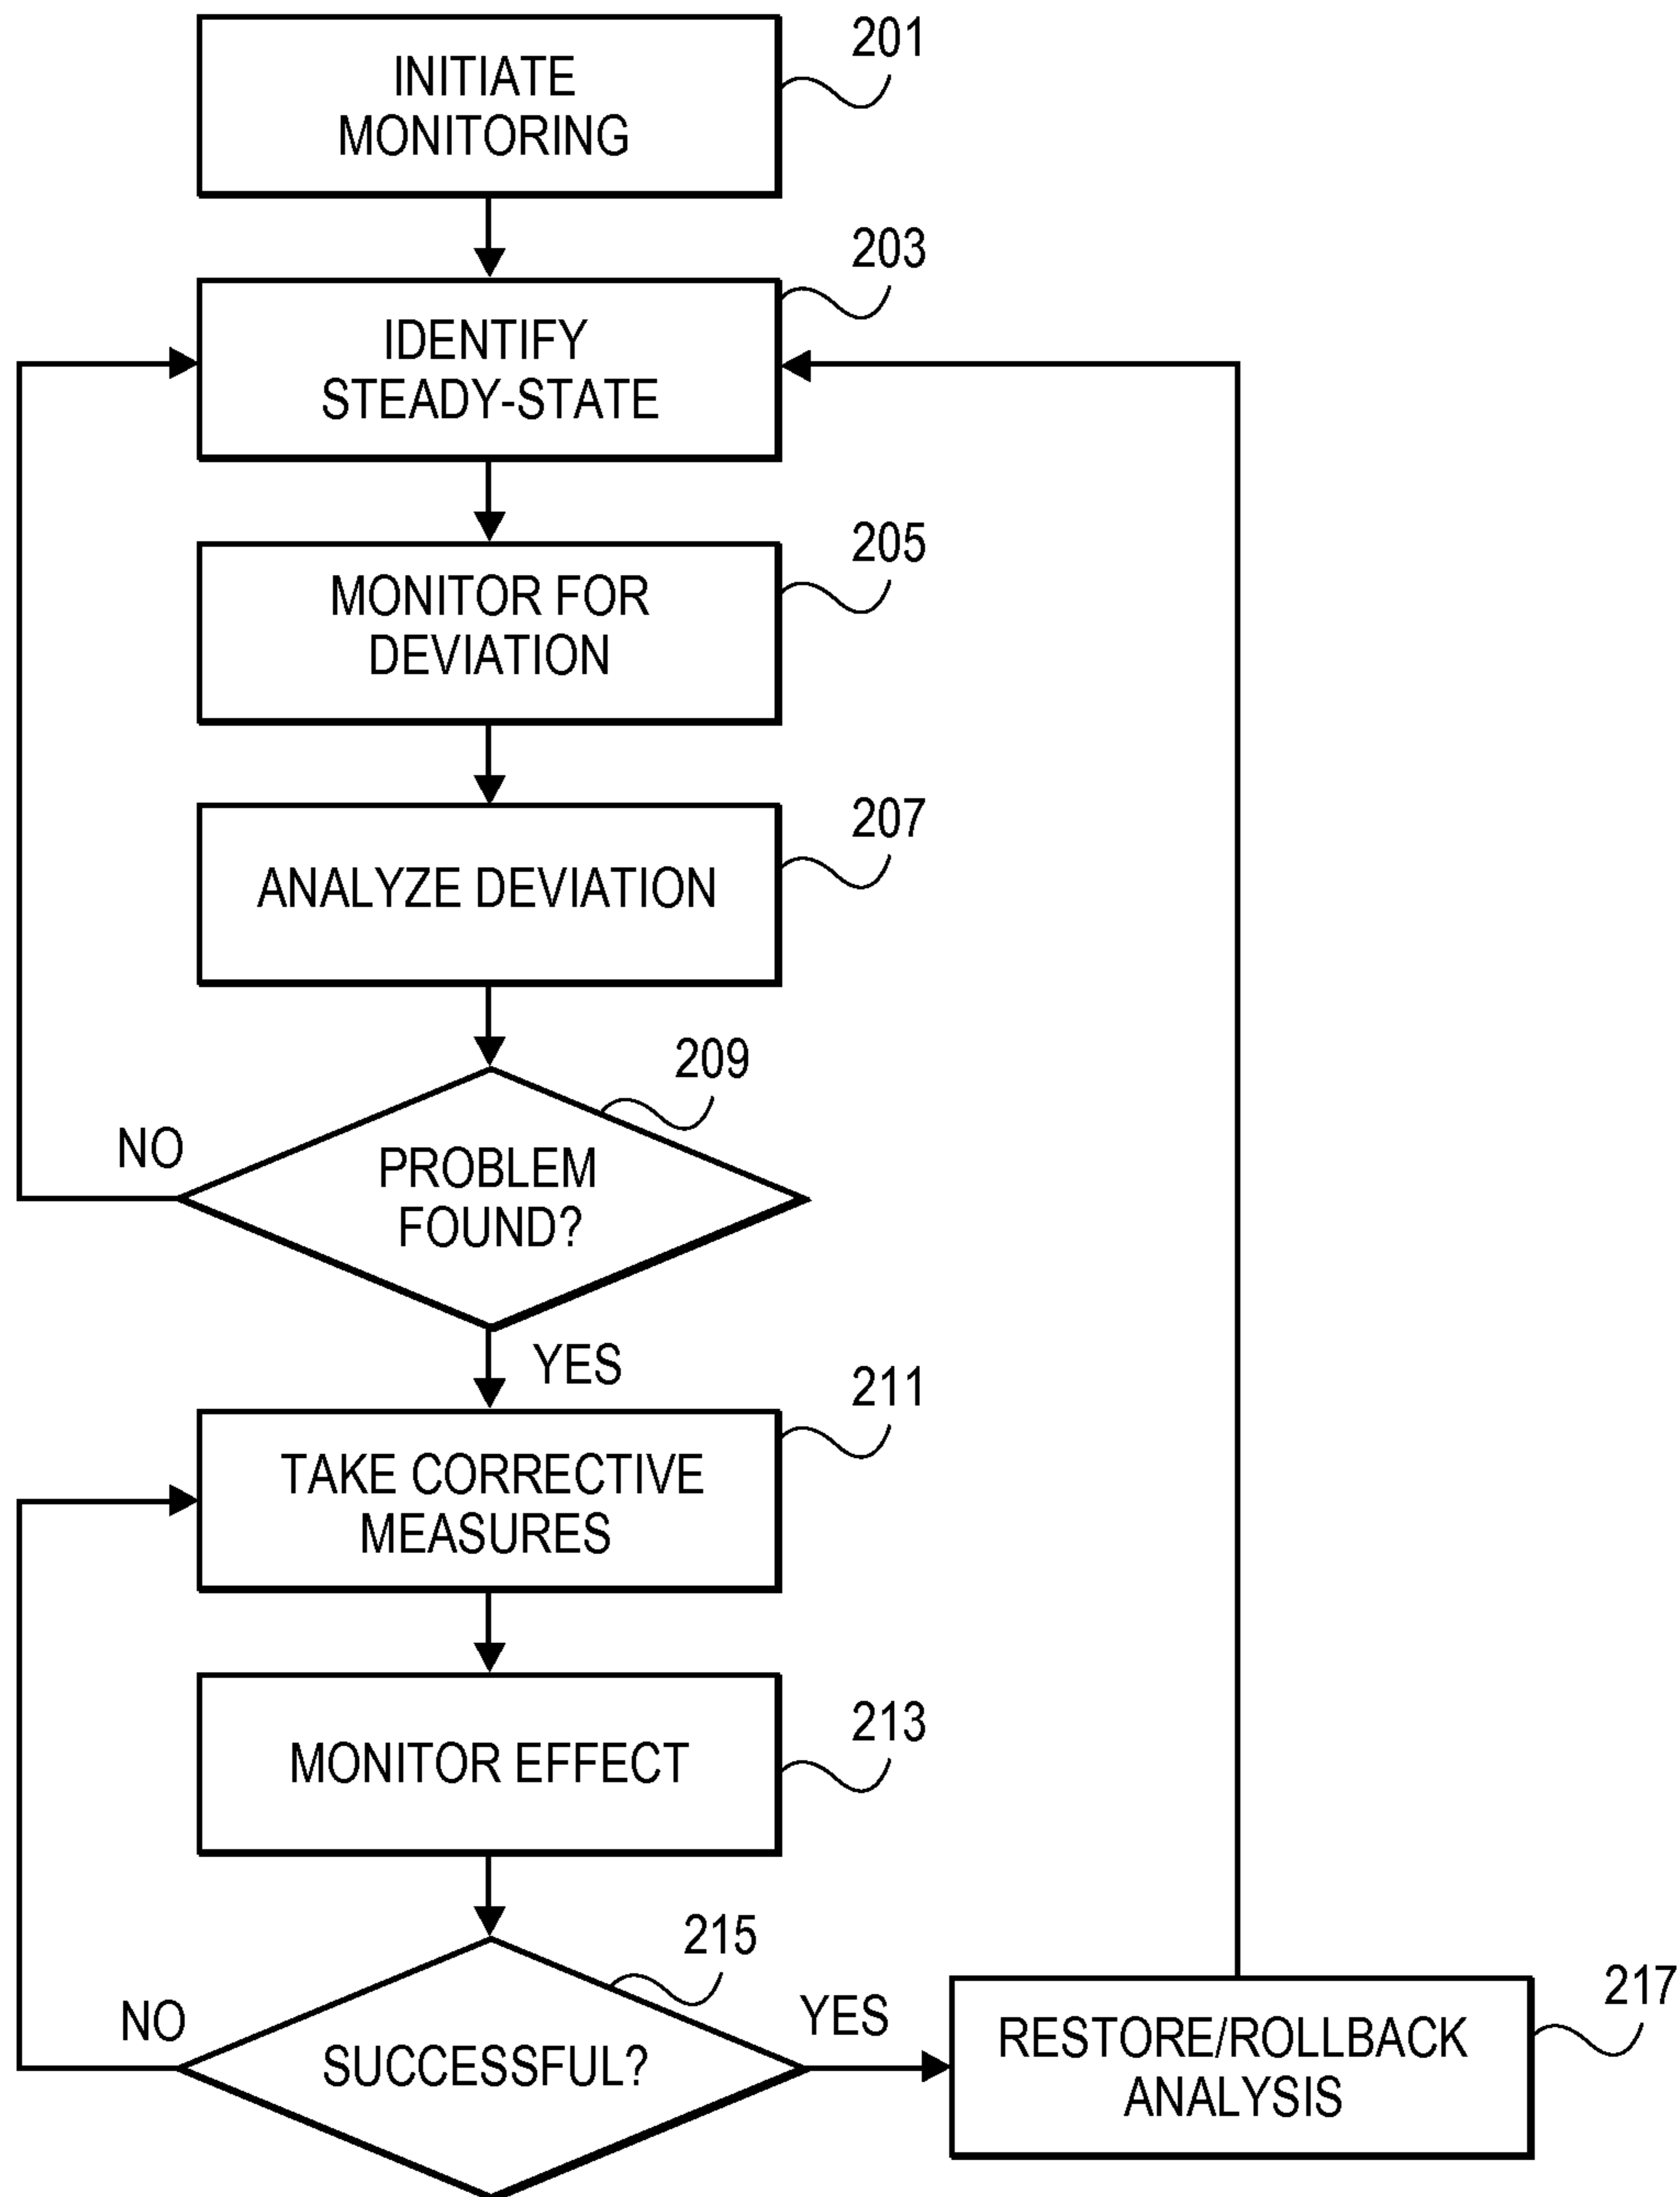 201
INITIATE
MONITORING
203
IDENTIFY
STEADY-STATE
205
MONITOR FOR
DEVIATION
207
ANALYZE DEVIATION
209
NO
PROBLEM
FOUND?
YES
211
TAKE CORRECTIVE
MEASURES
213
MONITOR EFFECT
215
NO
SUCCESSFUL?
YES
217
RESTORE/ROLLBACK
ANALYSIS